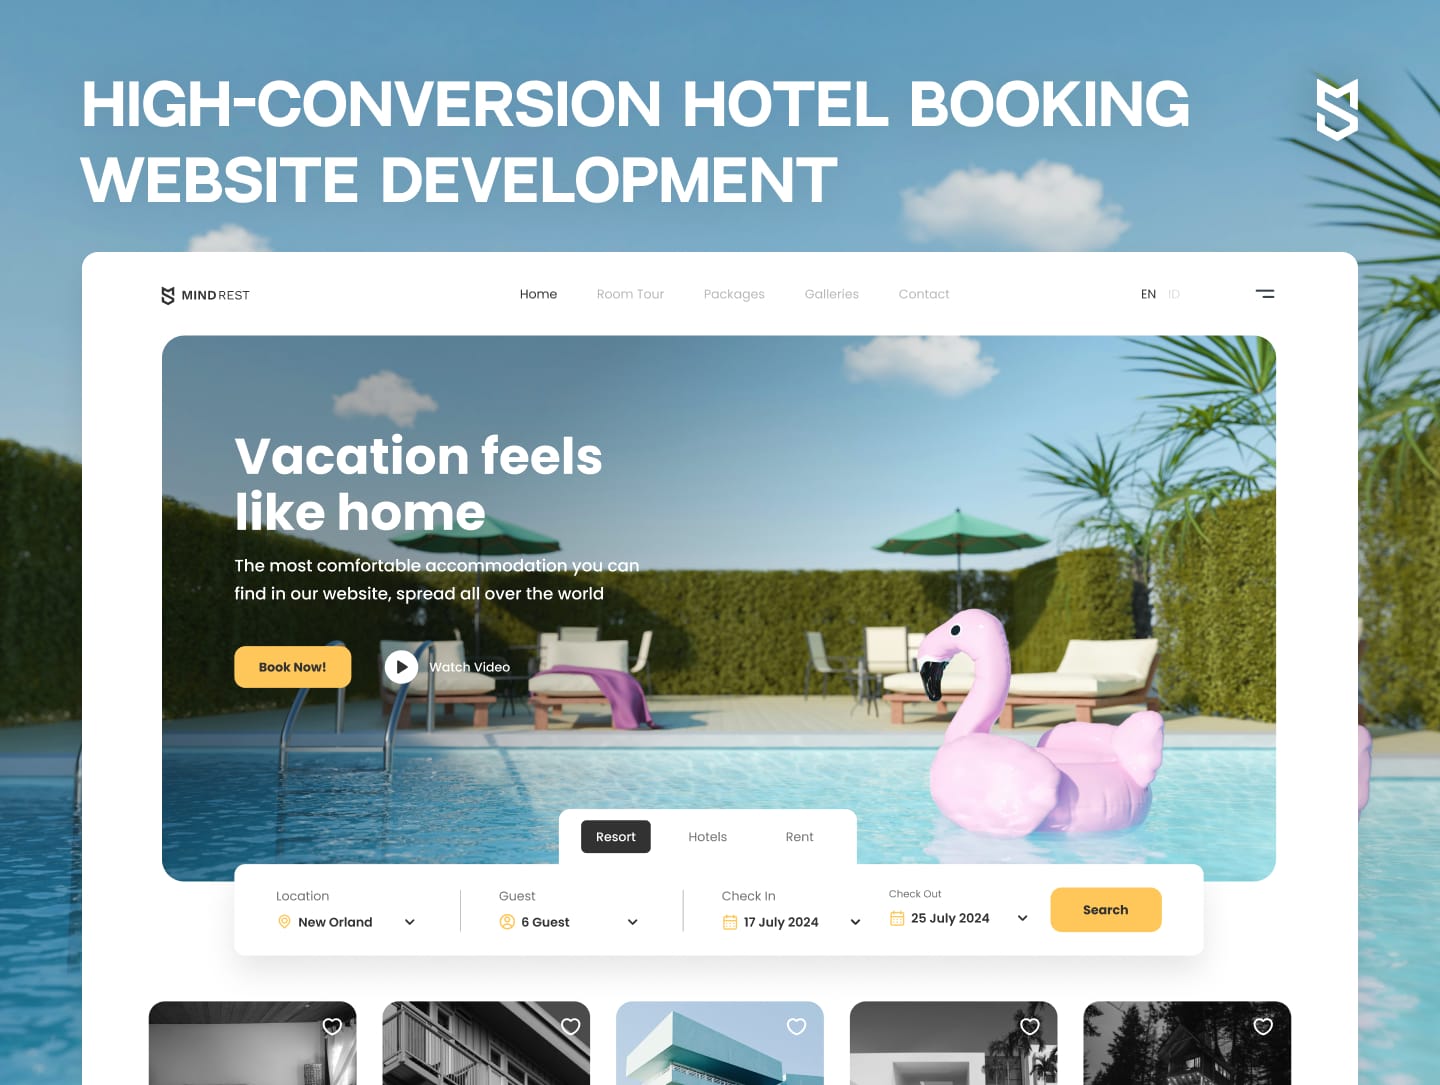 HIGH-CONVERSION HOTEL BOOKING
WEBSITE DEVELOPMENT
MINDREST
Home
Room Tour
Packages
Galleries
Contact
EN
ID
Vacation feels
like home
The most comfortable accommodation you can
find in our website, spread all over the world
Book Now!
Watch Video
Resort
Hotels
Rent
Location
New Orland
Guest
6 Guest
Check In
17 July 2024
Check Out
25 July 2024
Search